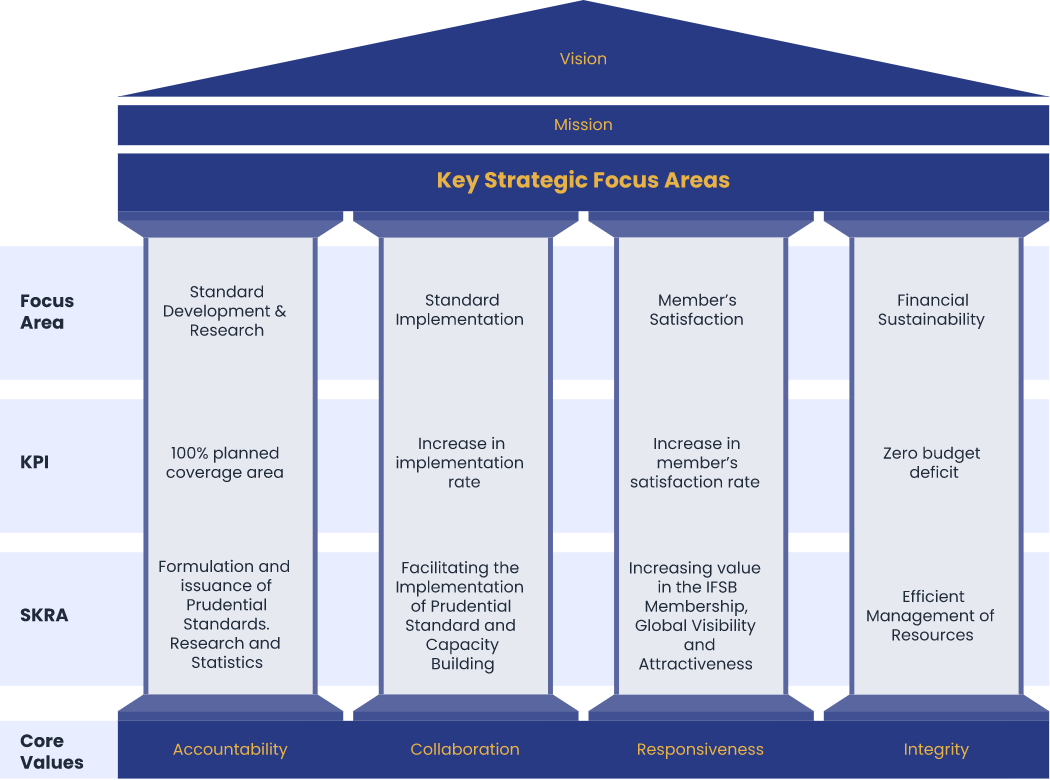 Vision
Mission
Key Strategic Focus Areas
Focus
Area
Standard
Development &
Research
Standard
Implementation
Member’s
Satisfaction
Financial
Sustainability
KPI
100% planned
coverage area
Increase in
implementation
rate
Increase in
member’s
satisfaction rate
Zero budget
deficit
SKRA
Formulation and
issuance of
Prudential
Standards.
Research and
Statistics
Facilitating the
Implementation
of Prudential
Standard and
Capacity
Building
Increasing value
in the IFSB
Membership,
Global Visibility
and
Attractiveness
Efficient
Management of
Resources
Core
Values
Accountability
Collaboration
Responsiveness
Integrity